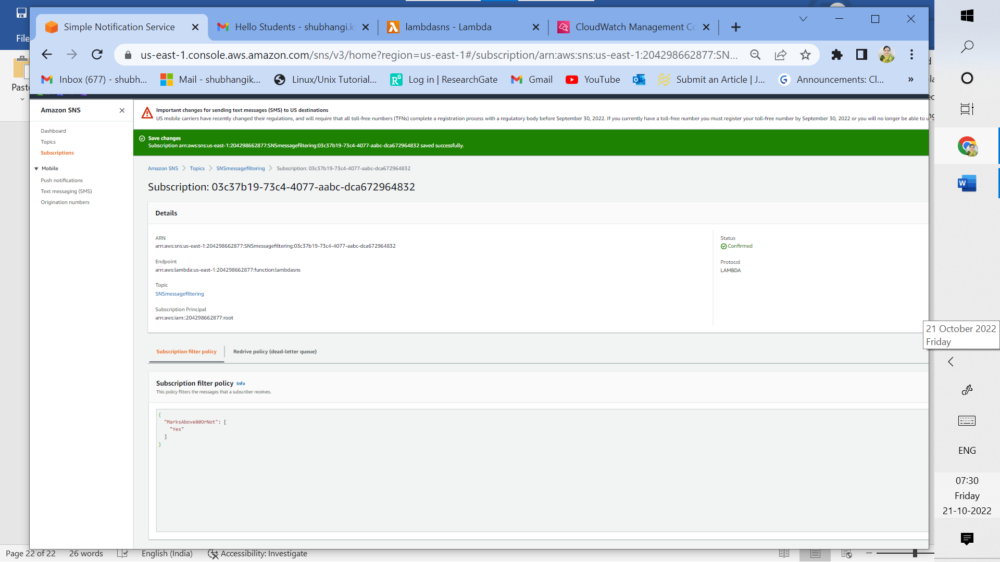 File
Paste
Simple Notification Service
Hello Students - shubhangi.k
lambdasns - Lambda
CloudWatch Management Co
us-east-1.console.aws.amazon.com/sns/v3/home?region=us-east-1#/subscription/arn:aws:sns:us-east-1:204298662877:SN...
Inbox (677) - shubh...
Mail - shubhangik...
Linux/Unix Tutorial...
Log in | ResearchGate
Gmail
YouTube
Submit an Article | J...
Announcements: Cl...
»
Amazon SNS
Dashboard
Topics
Subscriptions
Mobile
Push notifications
Text messaging (SMS)
Origination numbers
Important changes for sending text messages (SMS) to US destinations
US mobile carriers have recently changed their regulations, and will require that all toll-free numbers (TFNs) complete a registration process with a regulatory body before September 30, 2022. If you currently have a toll-free number you must register your toll-free number by September 30, 2022 or you will no longer be able to u
Save changes
Subscription arn:aws:sns:us-east-1:204298662877:SNSmessagefiltering:03c37b19-73c4-4077-aabc-dca672964832 saved successfully.
Amazon SNS > Topics > SNSmessagefiltering > Subscription: 03c37b19-73c4-4077-aabc-dca672964832
Subscription: 03c37b19-73c4-4077-aabc-dca672964832
Details
ARN
arn:aws:sns:us-east-1:204298662877:SNSmessagefiltering:03c37b19-73c4-4077-aabc-dca672964832
Endpoint
arn:aws:lambda:us-east-1:204298662877:function:lambdasns
Topic
SNSmessagefiltering
Subscription Principal
arn:aws:iam::204298662877:root
Status
Confirmed
Protocol
LAMBDA
Subscription filter policy
Redrive policy (dead-letter queue)
Subscription filter policy Info
This policy filters the messages that a subscriber receives.
{
"MarksAbove80OrNot": [
"Yes"
]
}
21 October 2022
Friday
ENG
07:30
Friday
21-10-2022
Page 22 of 22
26 words
English (India)
Accessibility: Investigate